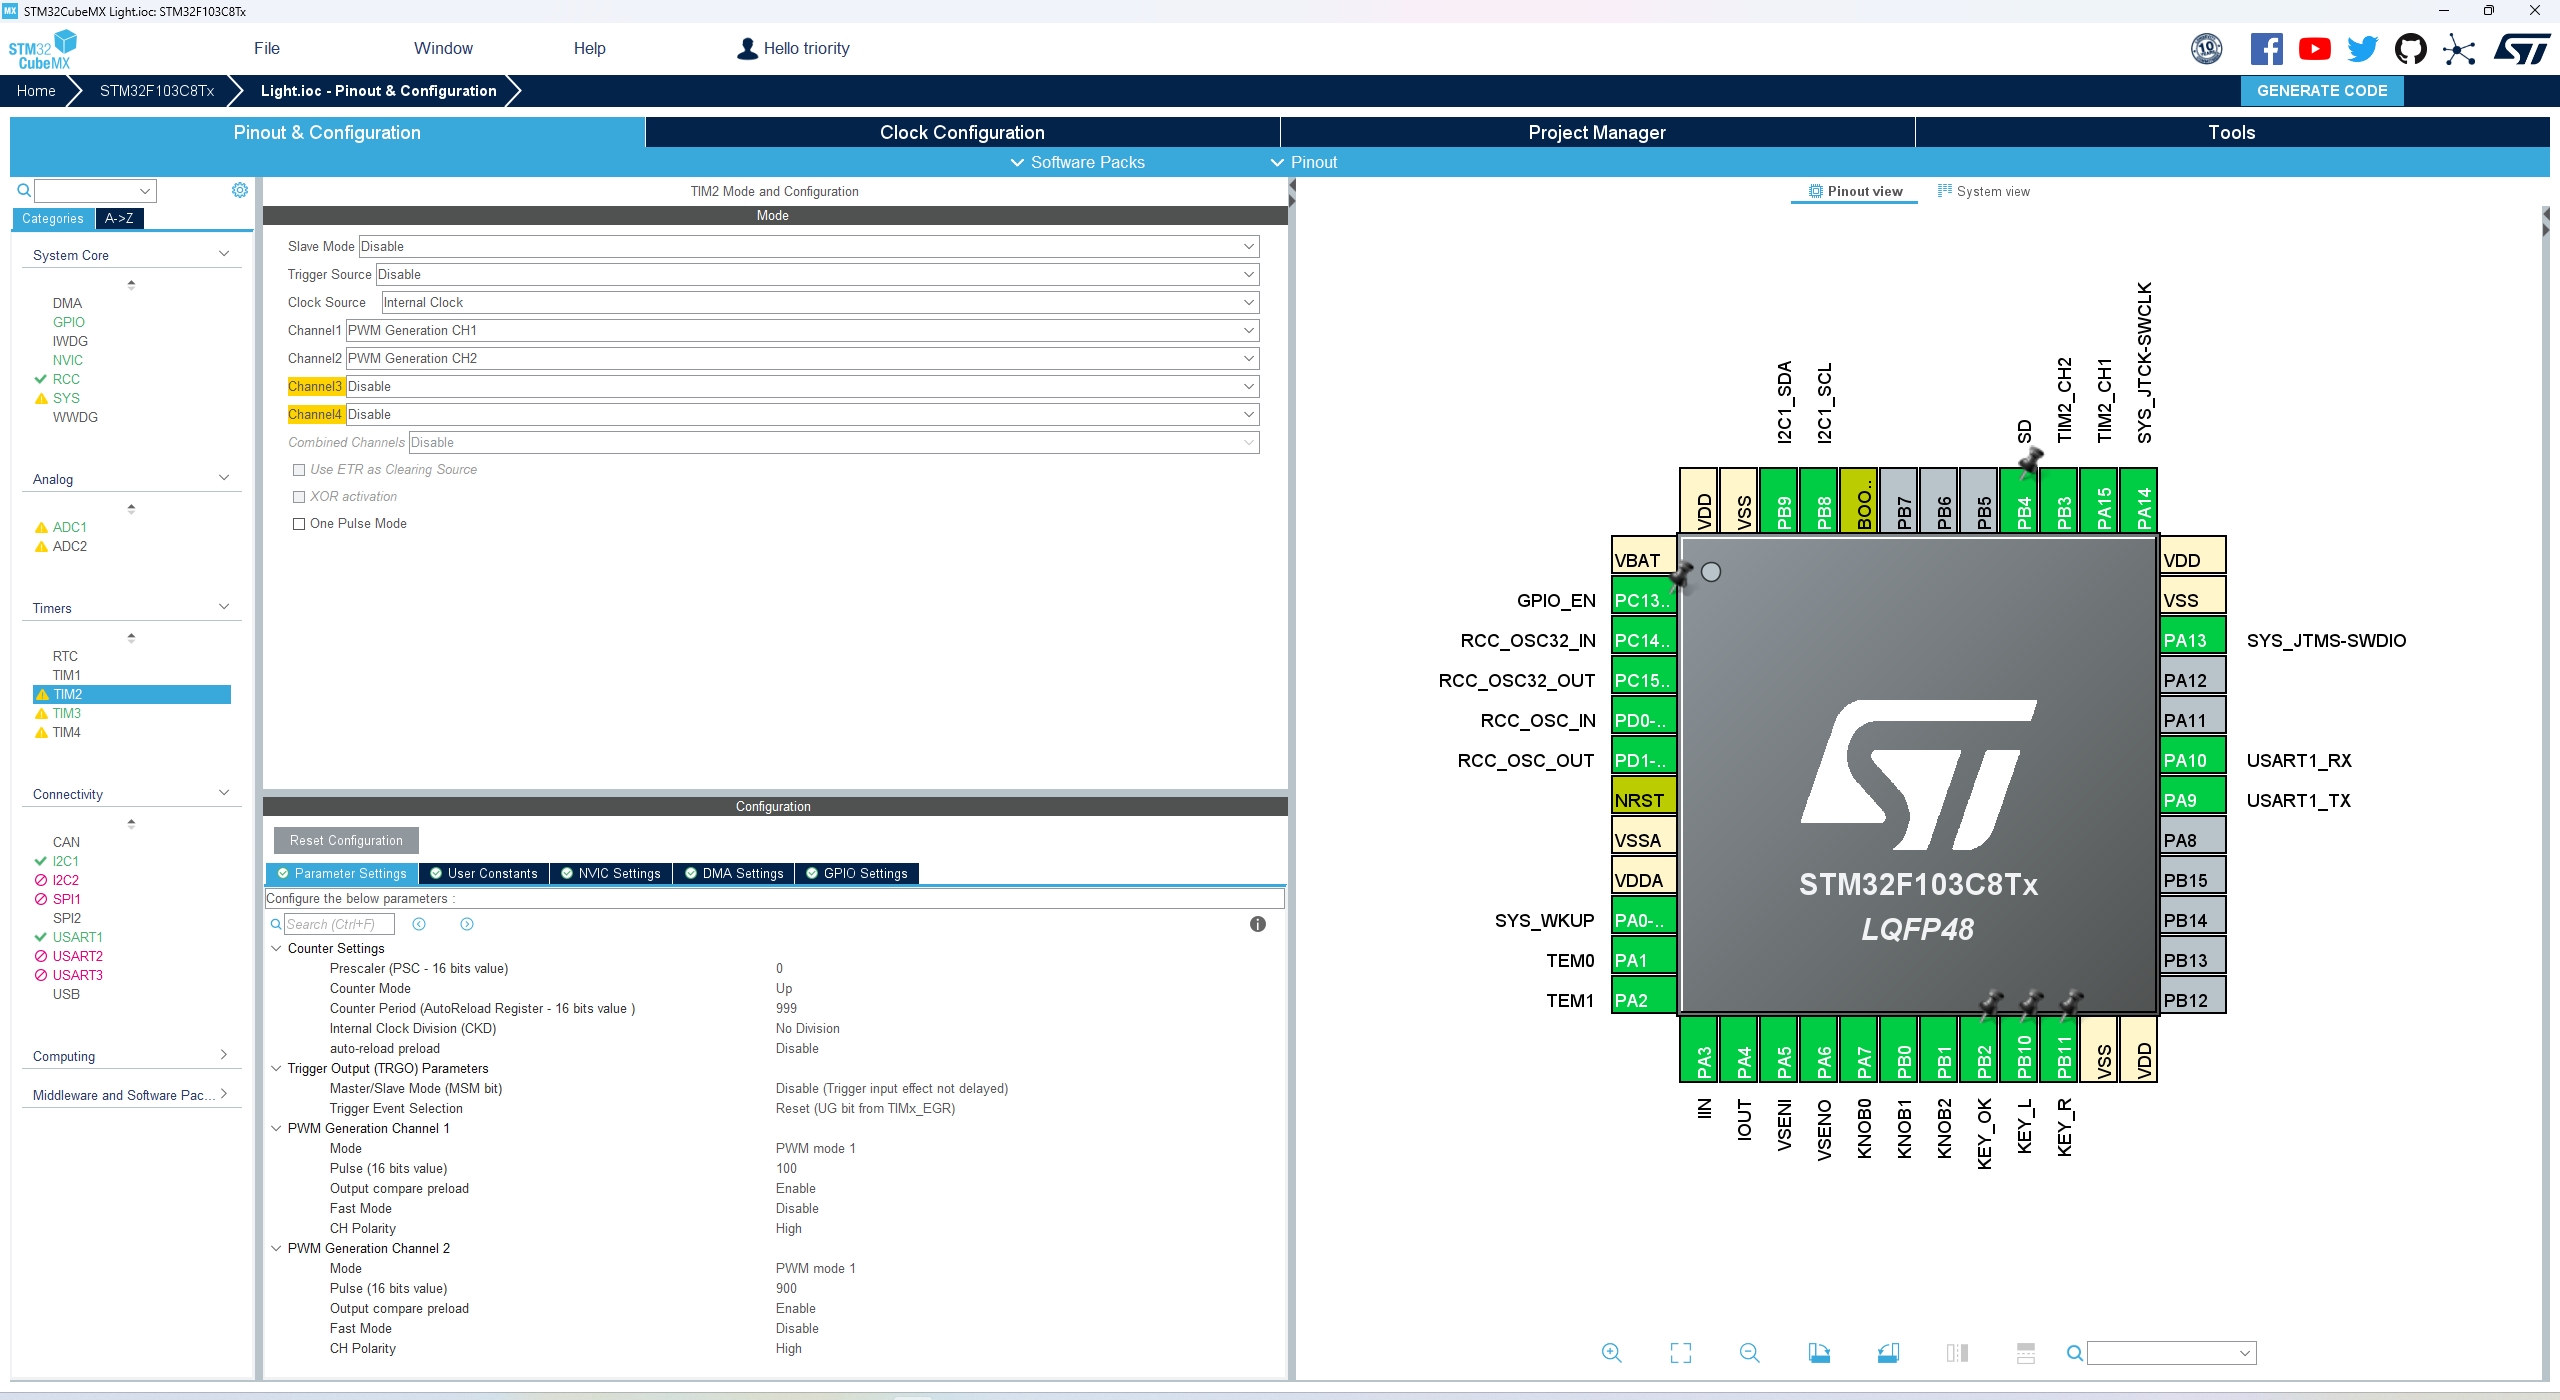 MX STM32CubeMX Light.ioc: STM32F103C8Tx
STM32
CubeMX
File
Window
Help
Hello triority
10
Home
STM32F103C8Tx
Light.ioc - Pinout & Configuration
GENERATE CODE
Pinout & Configuration
Clock Configuration
Project Manager
Tools
Software Packs
Pinout
Categories
A->Z
System Core
DMA
GPIO
IWDG
NVIC
RCC
SYS
WWDG
Analog
ADC1
ADC2
Timers
RTC
TIM1
TIM2
TIM3
TIM4
Connectivity
CAN
I2C1
I2C2
SPI1
SPI2
USART1
USART2
USART3
USB
Computing
Middleware and Software Pac...
TIM2 Mode and Configuration
Mode
Slave Mode Disable
Trigger Source Disable
Clock Source Internal Clock
Channel1 PWM Generation CH1
Channel2 PWM Generation CH2
Channel3 Disable
Channel4 Disable
Combined Channels Disable
Use ETR as Clearing Source
XOR activation
One Pulse Mode
Configuration
Reset Configuration
Parameter Settings
User Constants
NVIC Settings
DMA Settings
GPIO Settings
Configure the below parameters :
Search (Ctrl+F)
Counter Settings
Prescaler (PSC - 16 bits value) 0
Counter Mode Up
Counter Period (AutoReload Register - 16 bits value ) 999
Internal Clock Division (CKD) No Division
auto-reload preload Disable
Trigger Output (TRGO) Parameters
Master/Slave Mode (MSM bit) Disable (Trigger input effect not delayed)
Trigger Event Selection Reset (UG bit from TIMx_EGR)
PWM Generation Channel 1
Mode PWM mode 1
Pulse (16 bits value) 100
Output compare preload Enable
Fast Mode Disable
CH Polarity High
PWM Generation Channel 2
Mode PWM mode 1
Pulse (16 bits value) 900
Output compare preload Enable
Fast Mode Disable
CH Polarity High
Pinout view
System view
I2C1_SDA
I2C1_SCL
SD
TIM2_CH2
TIM2_CH1
SYS_JTCK-SWCLK
VDD
VSS
PB9
PB8
BOO..
PB7
PB6
PB5
PB4
PB3
PA15
PA14
VBAT
GPIO_EN PC13..
RCC_OSC32_IN PC14..
RCC_OSC32_OUT PC15..
RCC_OSC_IN PD0-..
RCC_OSC_OUT PD1-..
NRST
VSSA
VDDA
SYS_WKUP PA0-..
TEM0 PA1
TEM1 PA2
ST
STM32F103C8Tx
LQFP48
VDD
VSS
PA13 SYS_JTMS-SWDIO
PA12
PA11
PA10 USART1_RX
PA9 USART1_TX
PA8
PB15
PB14
PB13
PB12
PA3
PA4
PA5
PA6
PA7
PB0
PB1
PB2
PB10
PB11
VSS
VDD
IIN
IOUT
VSENI
VSENO
KNOB0
KNOB1
KNOB2
KEY_OK
KEY_L
KEY_R